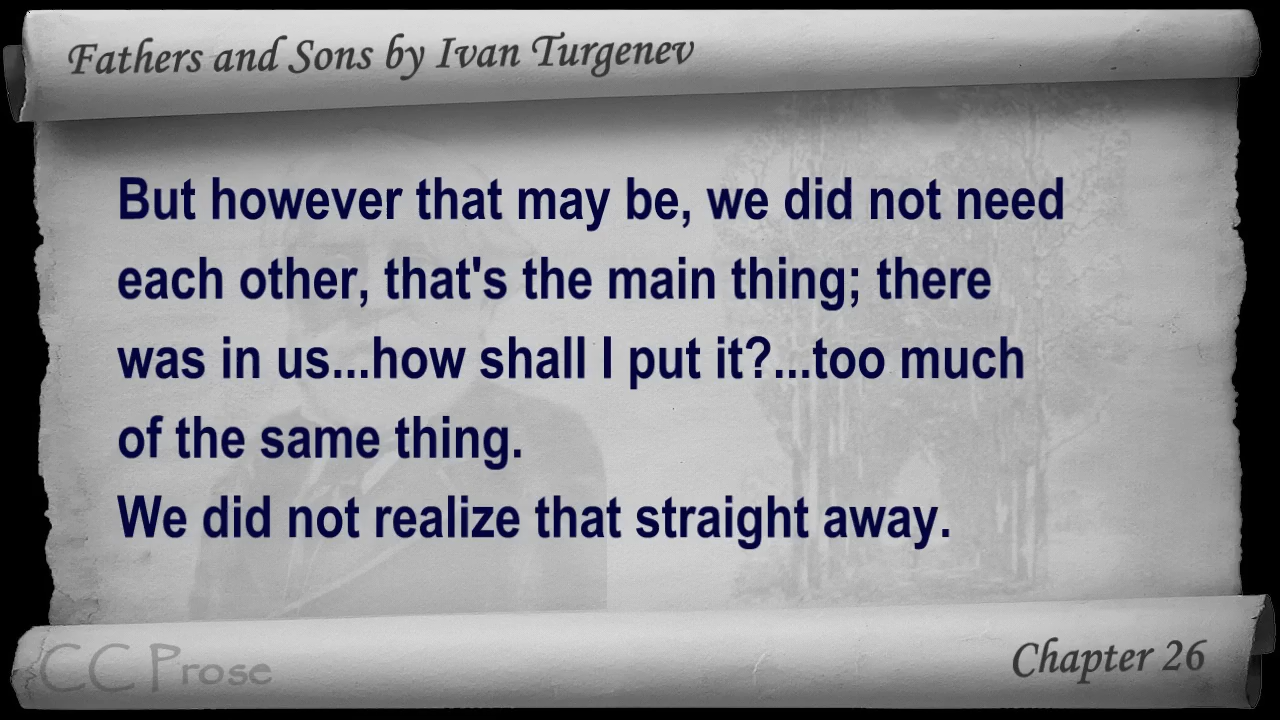 Fathers and Sons by Ivan Turgenev
But however that may be, we did not need
each other, that's the main thing; there
was in us...how shall I put it?...too much
of the same thing.
We did not realize that straight away.
CC Prose
Chapter 26